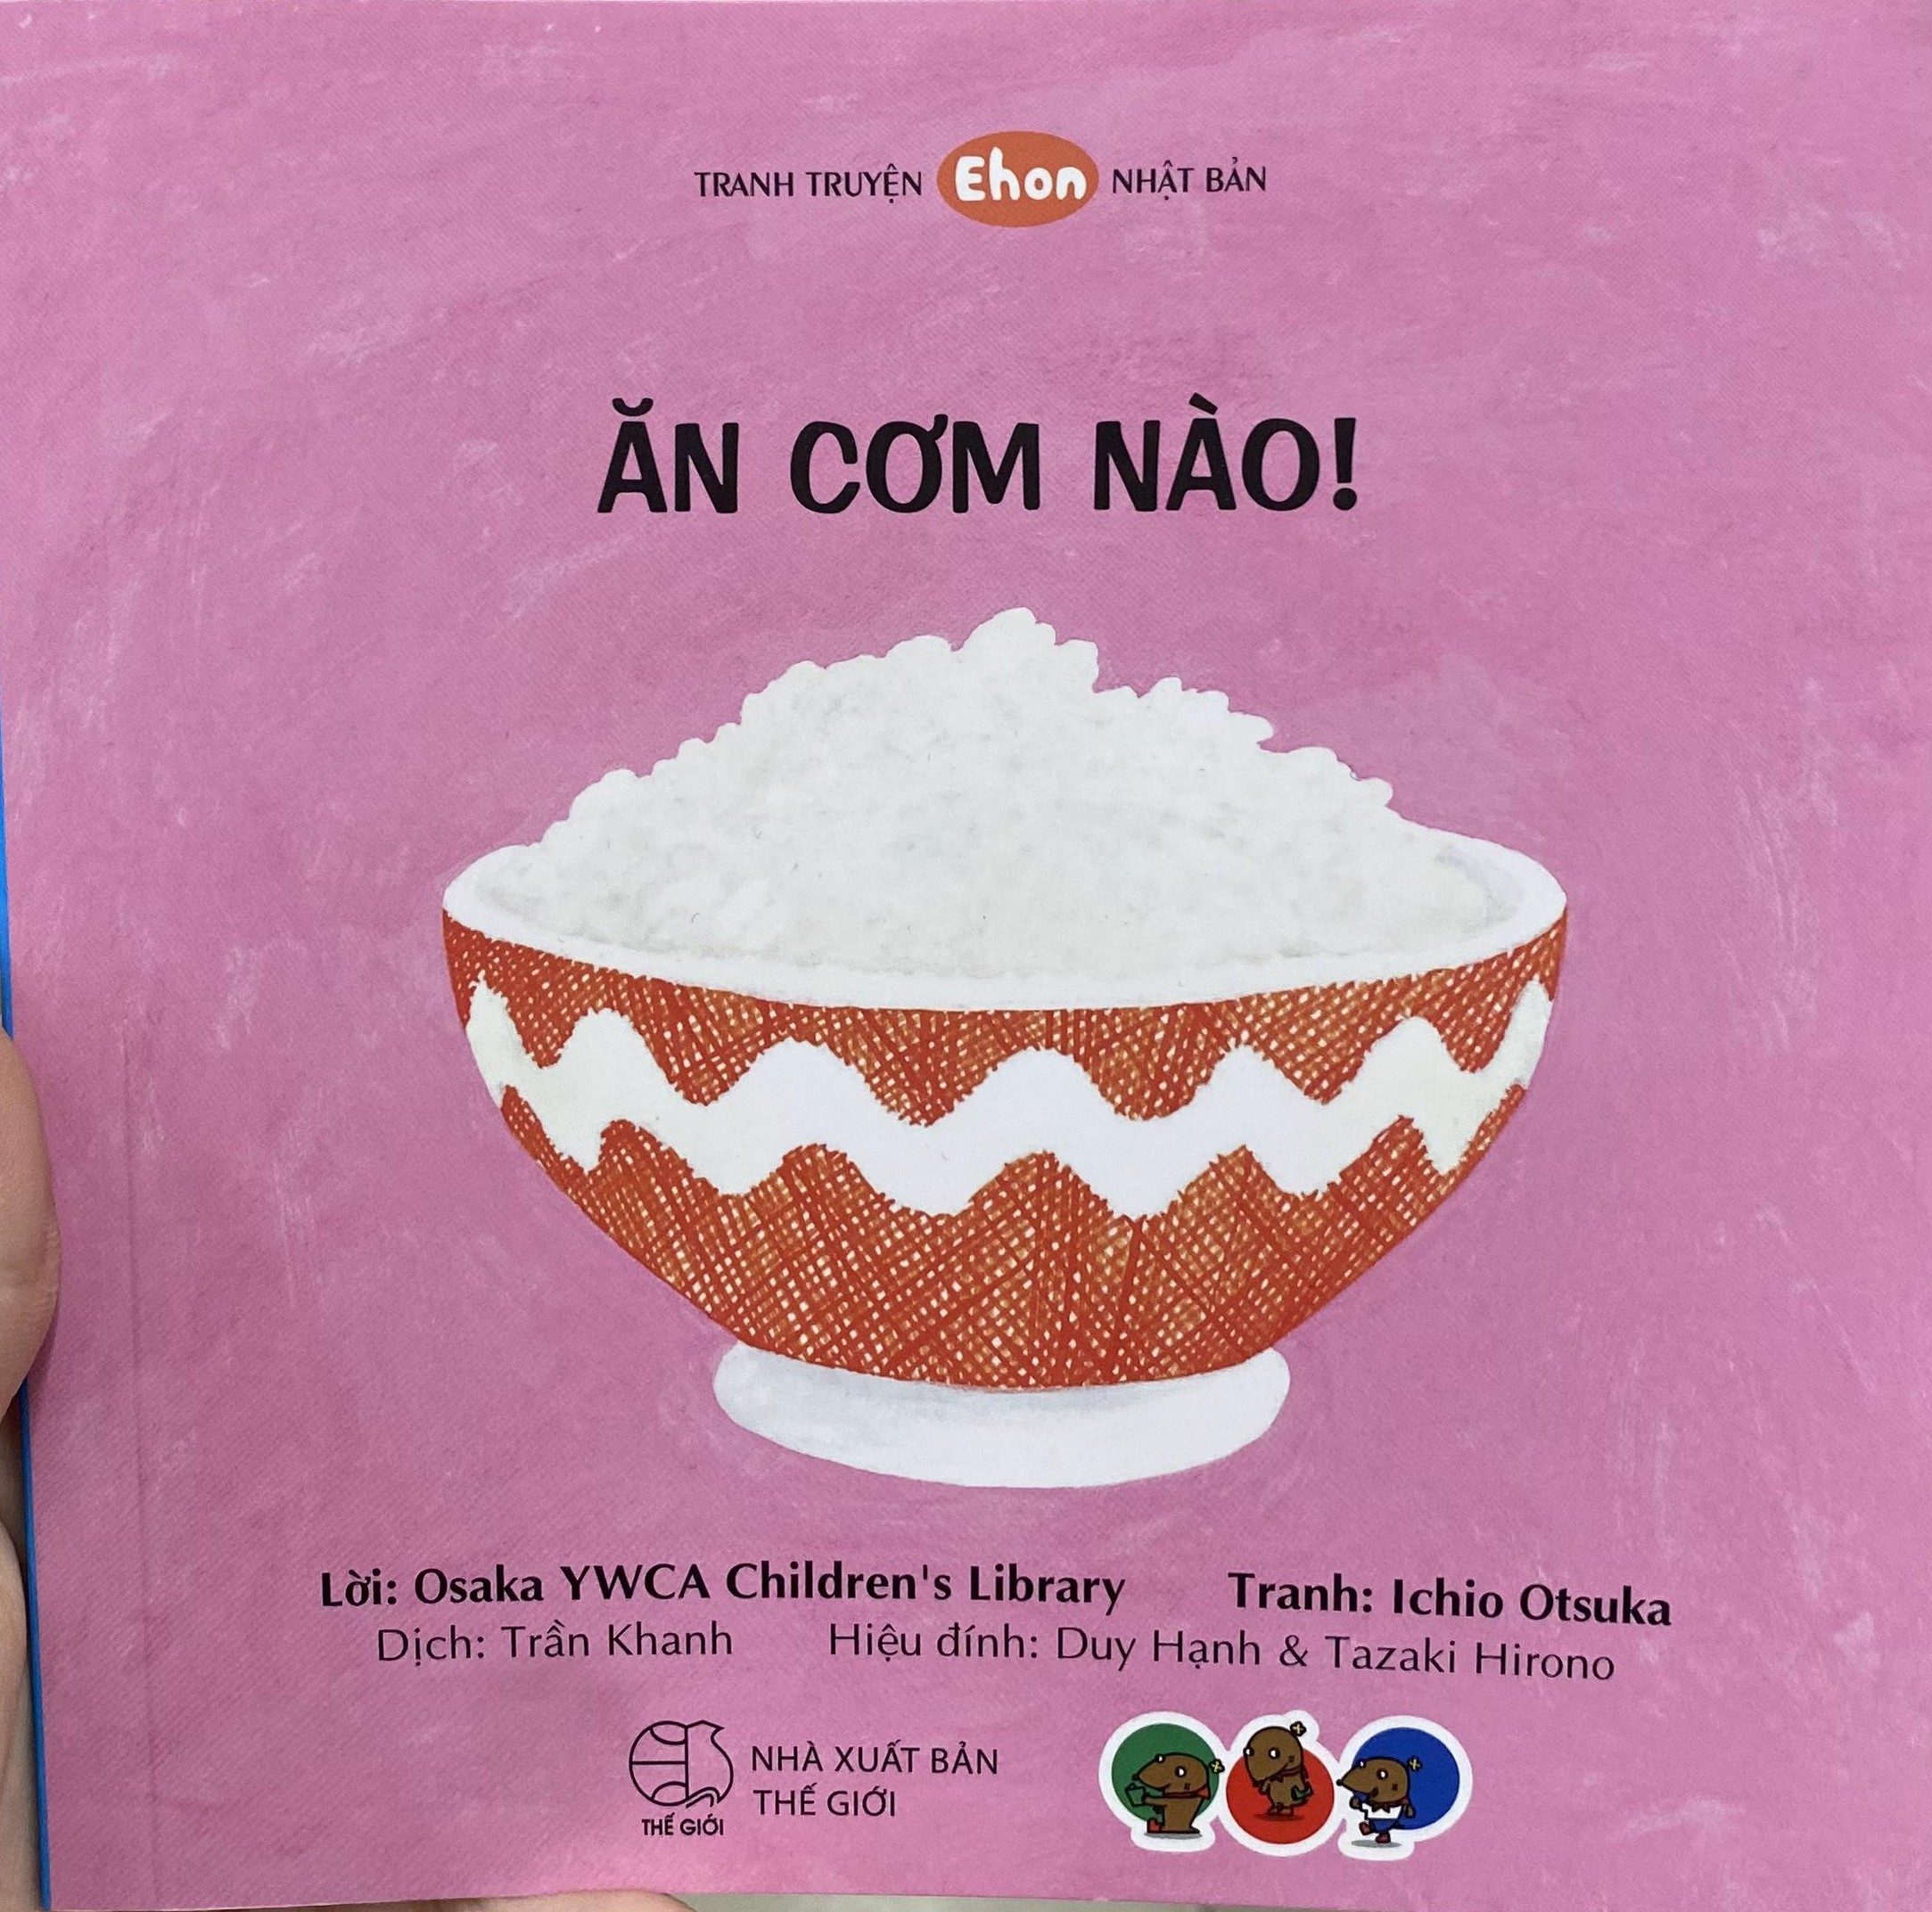 TRANH TRUYỆN Ehon NHẬT BẢN
ĂN CƠM NÀO!
Lời: Osaka YWCA Children's Library Tranh: Ichio Otsuka
Dịch: Trần Khanh Hiệu đính: Duy Hạnh & Tazaki Hirono
NHÀ XUẤT BẢN
THẾ GIỚI
THẾ GIỚI